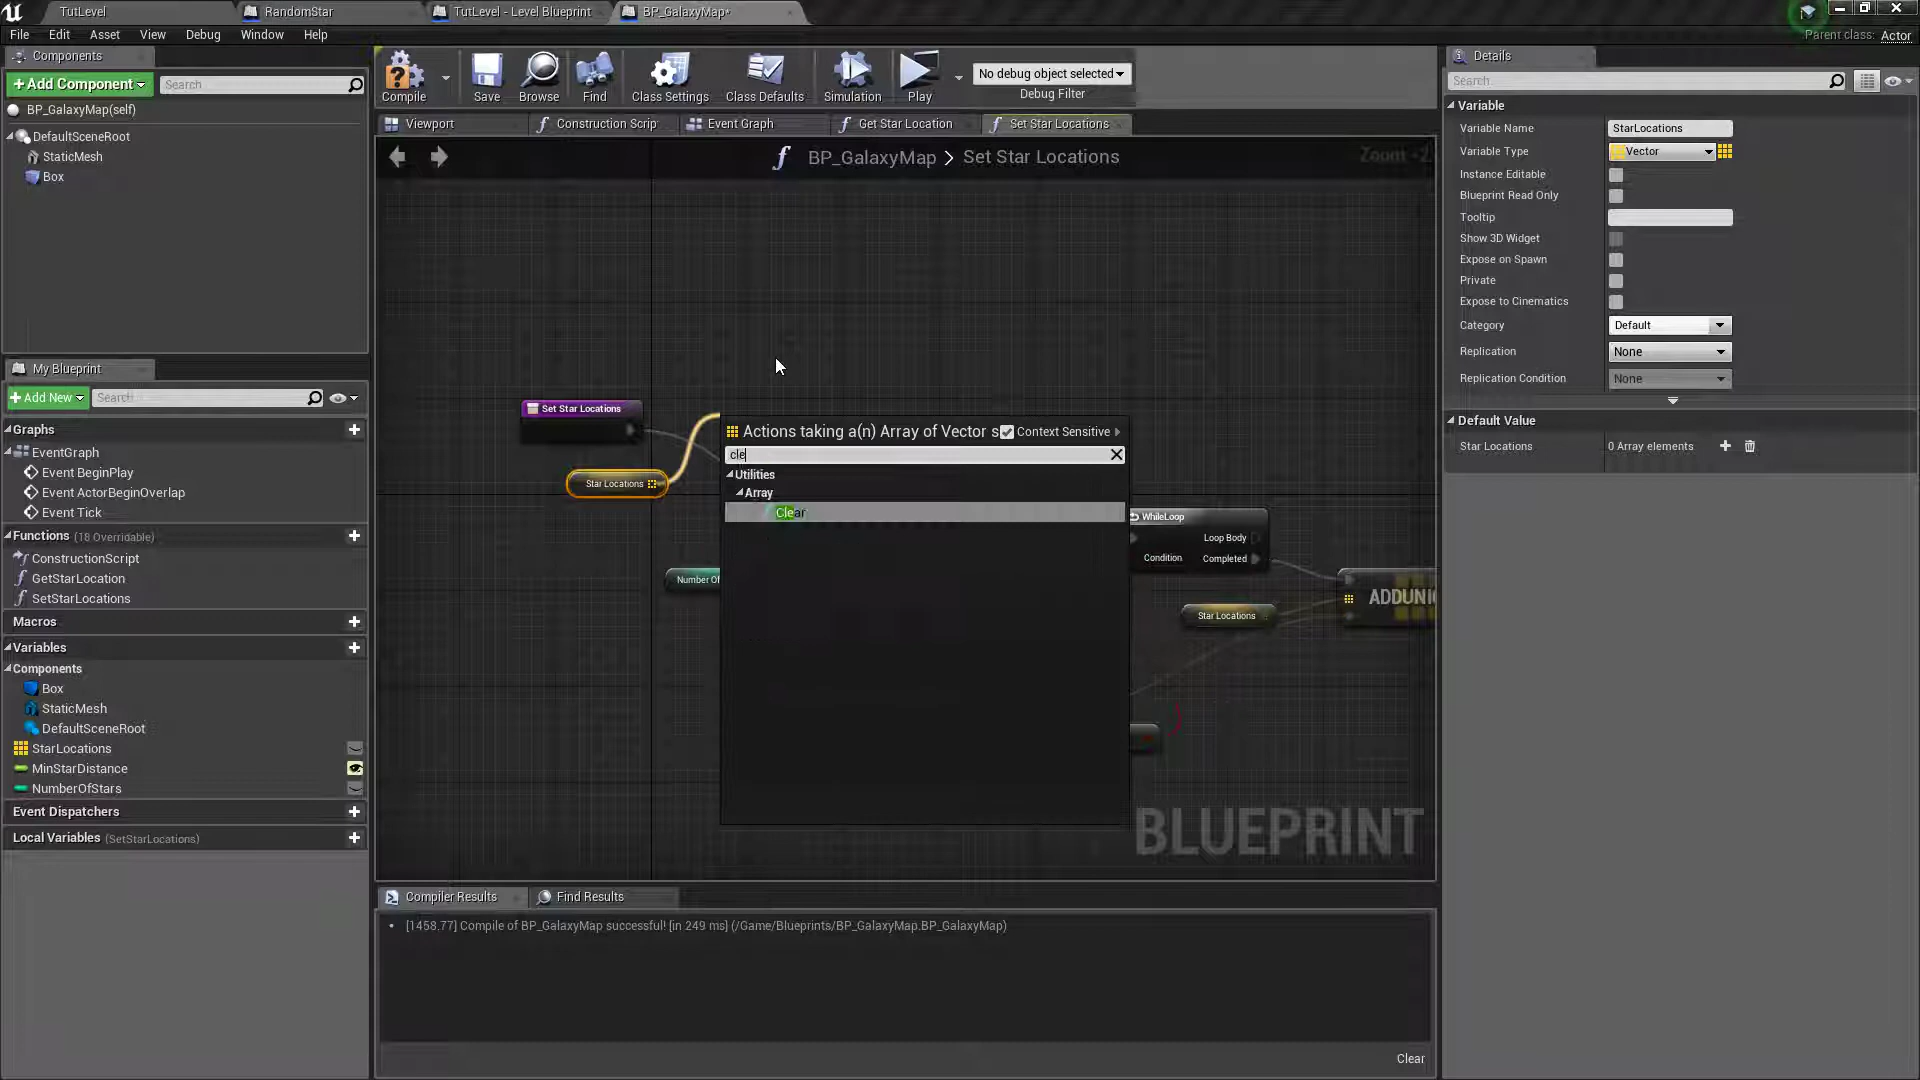 TutLevel
RandomStar
TutLevel - Level Blueprint
BP_GalaxyMap*
File Edit Asset View Debug Window Help
Parent class: Actor
Components
+Add Component
Search
BP_GalaxyMap(self)
DefaultSceneRoot
StaticMesh
Box
My Blueprint
+Add New
Search
Graphs
EventGraph
Event BeginPlay
Event ActorBeginOverlap
Event Tick
Functions (18 Overridable)
ConstructionScript
GetStarLocation
SetStarLocations
Macros
Variables
Components
Box
StaticMesh
DefaultSceneRoot
StarLocations
MinStarDistance
NumberOfStars
Event Dispatchers
Local Variables (SetStarLocations)
Compile
Save
Browse
Find
Class Settings
Class Defaults
Simulation
Play
No debug object selected
Debug Filter
Viewport
Construction Scrip
Event Graph
Get Star Location
Set Star Locations
BP_GalaxyMap > Set Star Locations
Zoom -2
Set Star Locations
Star Locations
Number Of
Actions taking a(n) Array of Vector s
Context Sensitive
cle
Utilities
Array
Clear
WhileLoop
Loop Body
Condition
Completed
Star Locations
ADDUNI
BLUEPRINT
Compiler Results
Find Results
• [1458.77] Compile of BP_GalaxyMap successful! [in 249 ms] (/Game/Blueprints/BP_GalaxyMap.BP_GalaxyMap)
Clear
Details
Search
Variable
Variable Name StarLocations
Variable Type Vector
Instance Editable
Blueprint Read Only
Tooltip
Show 3D Widget
Expose on Spawn
Private
Expose to Cinematics
Category Default
Replication None
Replication Condition None
Default Value
Star Locations 0 Array elements